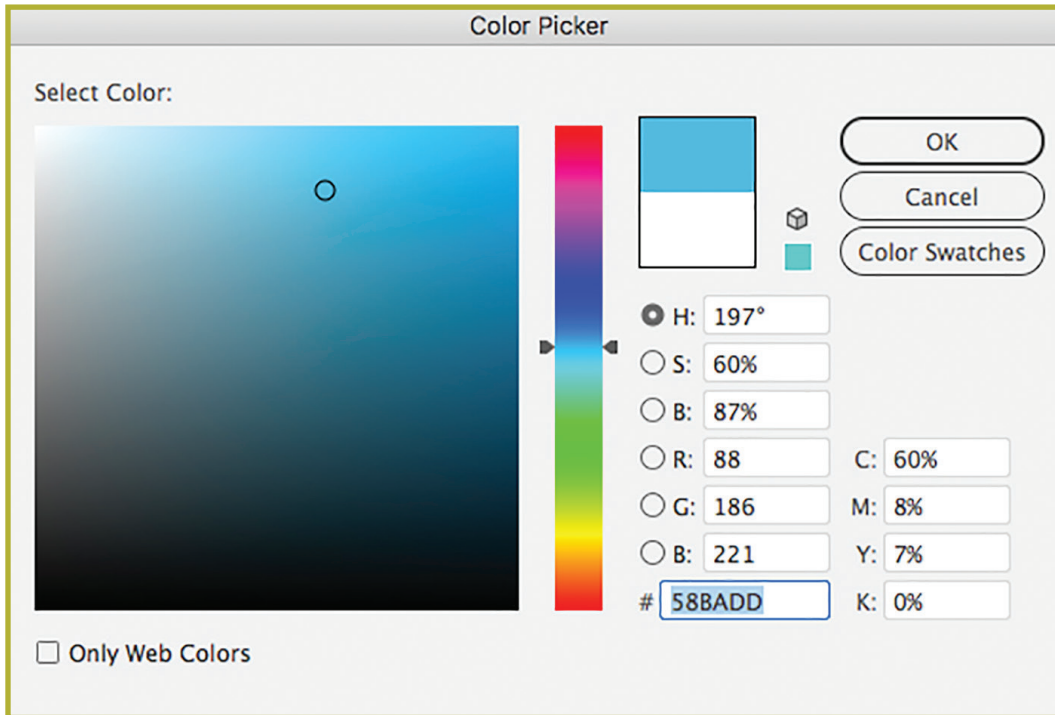 Color Picker
Select Color:
OK
Cancel
Color Swatches
H: 197°
S: 60%
B: 87%
R: 88 C: 60%
G: 186 M: 8%
B: 221 Y: 7%
# 58BADD K: 0%
Only Web Colors